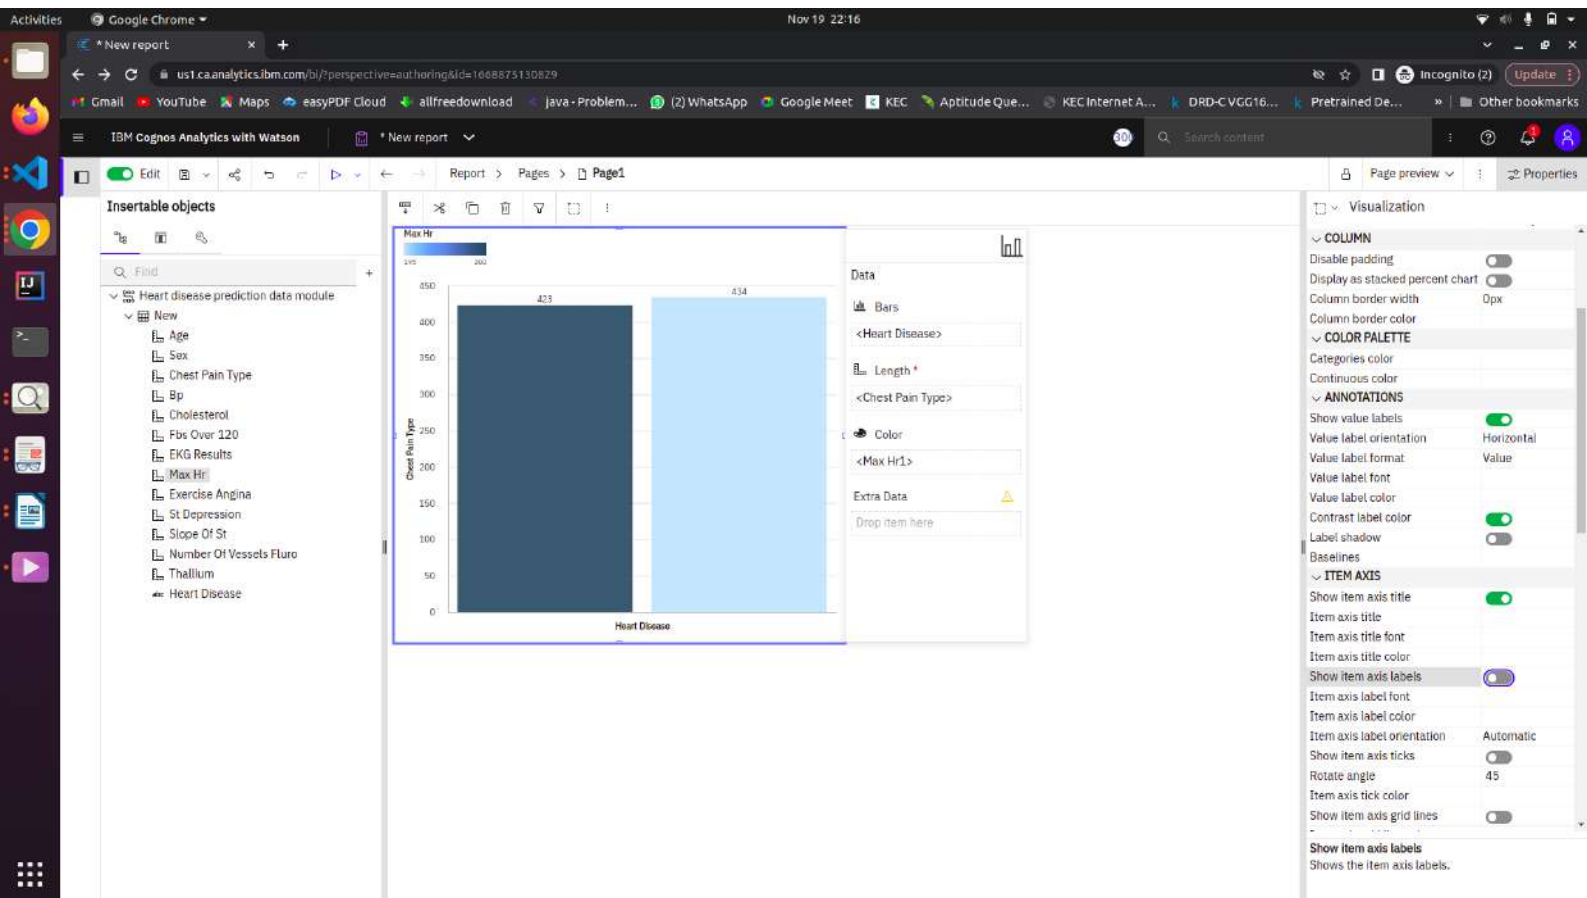 Activities Google Chrome Nov 19 22:16
* New report
us1.ca.analytics.ibm.com/bi/?perspective=authoring&id=1668875130829 Incognito (2) Update
Gmail YouTube Maps easyPDF Cloud allfreedownload java - Problem... (2) WhatsApp Google Meet KEC Aptitude Que... KEC Internet A... DRD-C VGG16... Pretrained De... » Other bookmarks
IBM Cognos Analytics with Watson * New report Search content
Edit Report > Pages > Page1 Page preview Properties
Insertable objects
Find
Heart disease prediction data module
New
Age
Sex
Chest Pain Type
Bp
Cholesterol
Fbs Over 120
EKG Results
Max Hr
Exercise Angina
St Depression
Slope Of St
Number Of Vessels Fluro
Thallium
Heart Disease
Max Hr
450
400
350
300
250
200
150
100
50
0
423
434
Chest Pain Type
Heart Disease
Data
Bars
<Heart Disease>
Length *
<Chest Pain Type>
Color
<Max Hr1>
Extra Data
Drop item here
Visualization
COLUMN
Disable padding
Display as stacked percent chart
Column border width 0px
Column border color
COLOR PALETTE
Categories color
Continuous color
ANNOTATIONS
Show value labels
Value label orientation Horizontal
Value label format Value
Value label font
Value label color
Contrast label color
Label shadow
Baselines
ITEM AXIS
Show item axis title
Item axis title
Item axis title font
Item axis title color
Show item axis labels
Item axis label font
Item axis label color
Item axis label orientation Automatic
Show item axis ticks
Rotate angle 45
Item axis tick color
Show item axis grid lines
Show item axis labels
Shows the item axis labels.